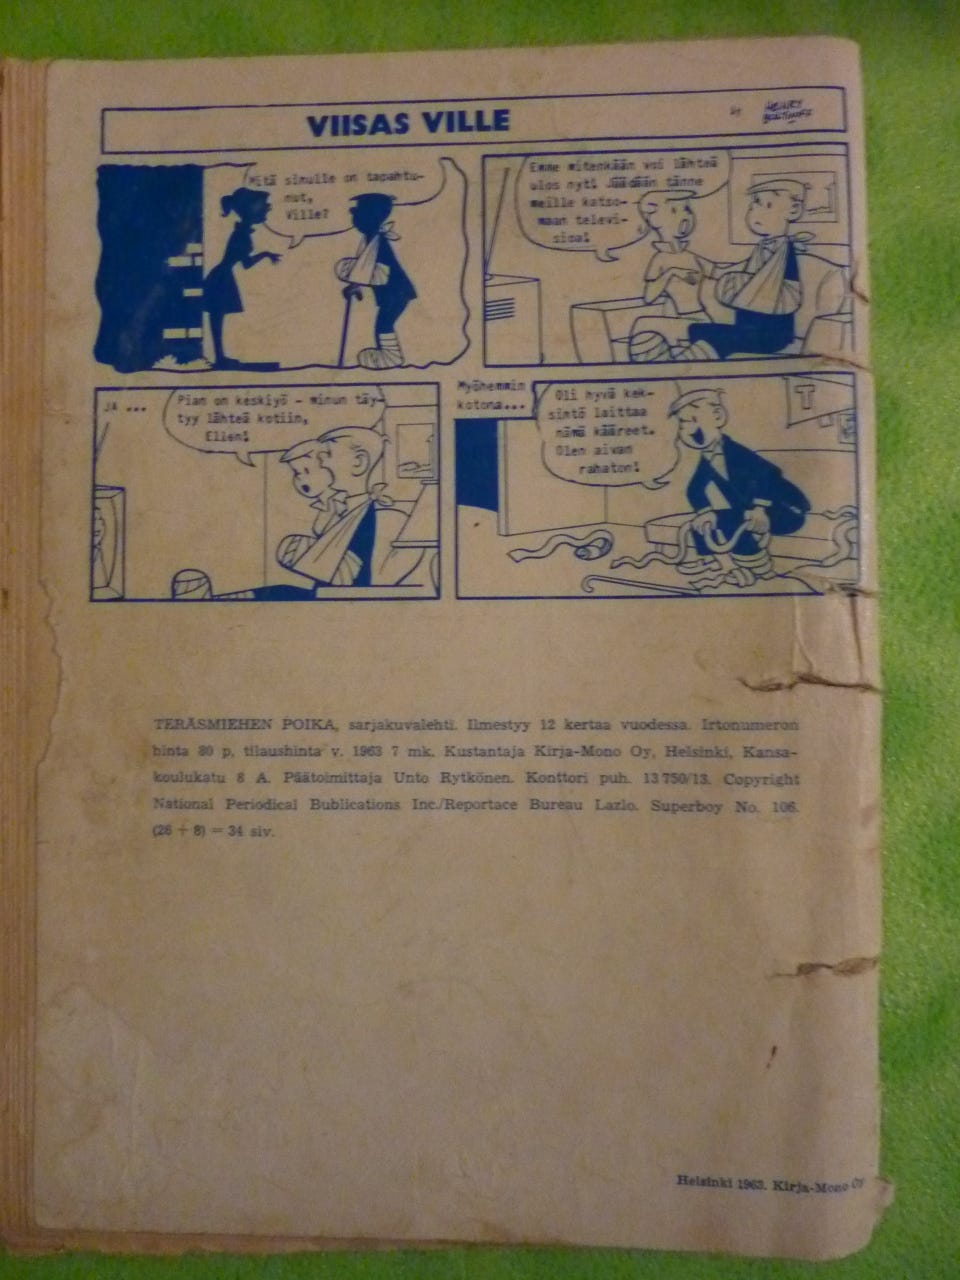 VIISAS VILLE
by
HENRY
BOLTINOFF
Mitä sinulle on tapahtu-
nut,
Ville?
Emme mitenkään voi lähteä
ulos nyt! Jäädään tänne
meille katso-
maan televi-
siota!
JA ...
Pian on keskiyö - minun täy-
tyy lähteä kotiin,
Ellen!
Myöhemmin
kotona...
Oli hyvä kek-
sintö laittaa
nämä kääreet.
Olen aivan
rahaton!
T
TERÄSMIEHEN POIKA, sarjakuvalehti. Ilmestyy 12 kertaa vuodessa. Irtonumeron
hinta 80 p, tilaushinta v. 1963 7 mk. Kustantaja Kirja-Mono Oy, Helsinki, Kansa-
koulukatu 8 A. Päätoimittaja Unto Rytkönen. Konttori puh. 13 750/13. Copyright
National Periodical Bublications Inc./Reportace Bureau Lazlo. Superboy No. 106.
(26 + 8) = 34 siv.
Helsinki 1963. Kirja-Mono Oy